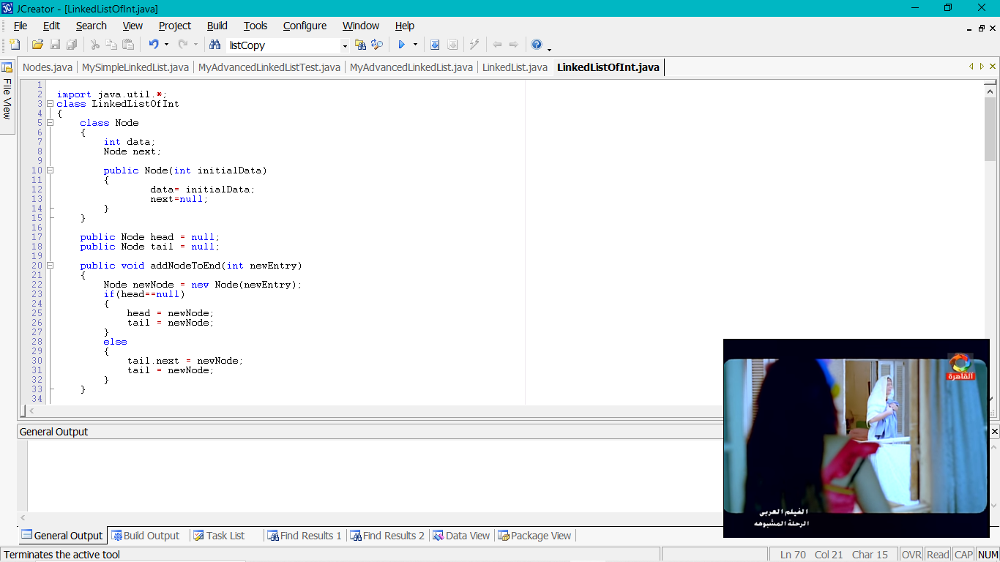 JCreator - [LinkedListOfInt.java]
File Edit Search View Project Build Tools Configure Window Help
listCopy
Nodes.java MySimpleLinkedList.java MyAdvancedLinkedListTest.java MyAdvancedLinkedList.java LinkedList.java LinkedListOfInt.java
File View
1
2 import java.util.*;
3 class LinkedListOfInt
4 {
5 class Node
6 {
7 int data;
8 Node next;
9
10 public Node(int initialData)
11 {
12 data= initialData;
13 next=null;
14 }
15 }
16
17 public Node head = null;
18 public Node tail = null;
19
20 public void addNodeToEnd(int newEntry)
21 {
22 Node newNode = new Node(newEntry);
23 if(head==null)
24 {
25 head = newNode;
26 tail = newNode;
27 }
28 else
29 {
30 tail.next = newNode;
31 tail = newNode;
32 }
33 }
34
القاهرة
الفيلم العربى
الرحلة المشبوهه
General Output
General Output Build Output Task List Find Results 1 Find Results 2 Data View Package View
Terminates the active tool
Ln 70 Col 21 Char 15 OVR Read CAP NUM